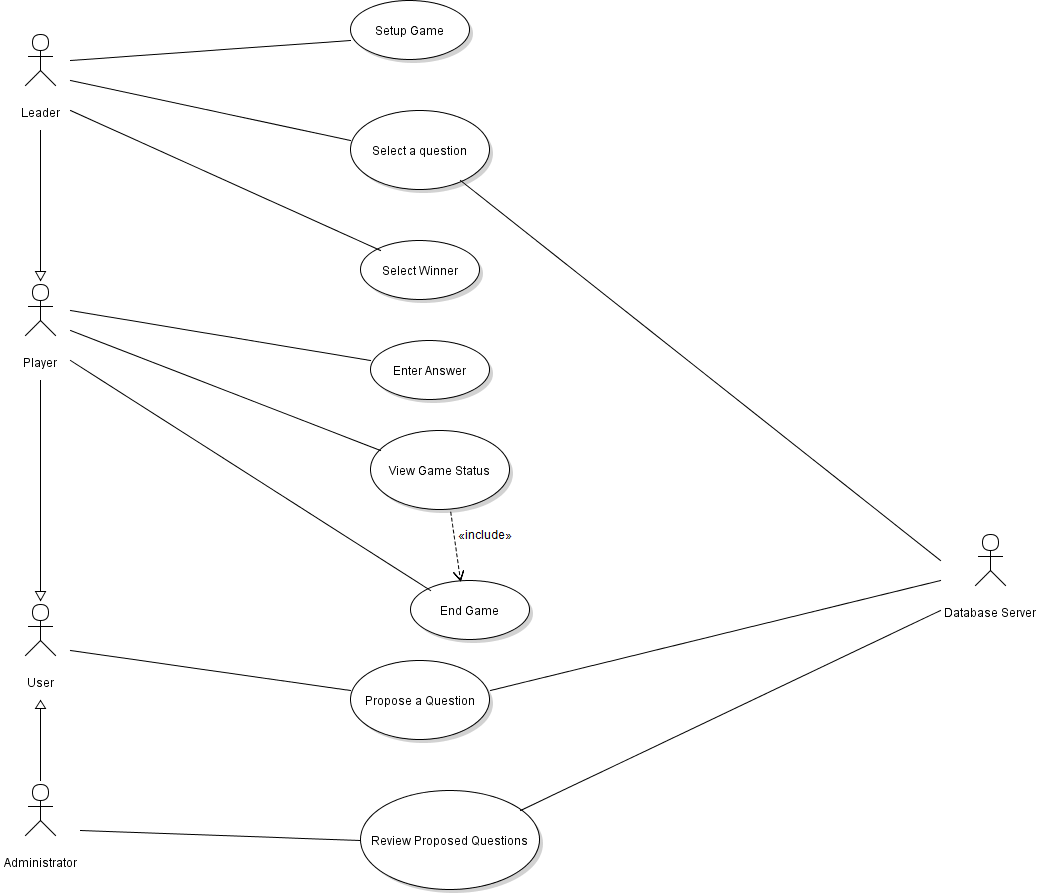 Setup Game
Leader
Select a question
Select Winner
Player
Enter Answer
View Game Status
«include»
End Game
Database Server
User
Propose a Question
Review Proposed Questions
Administrator